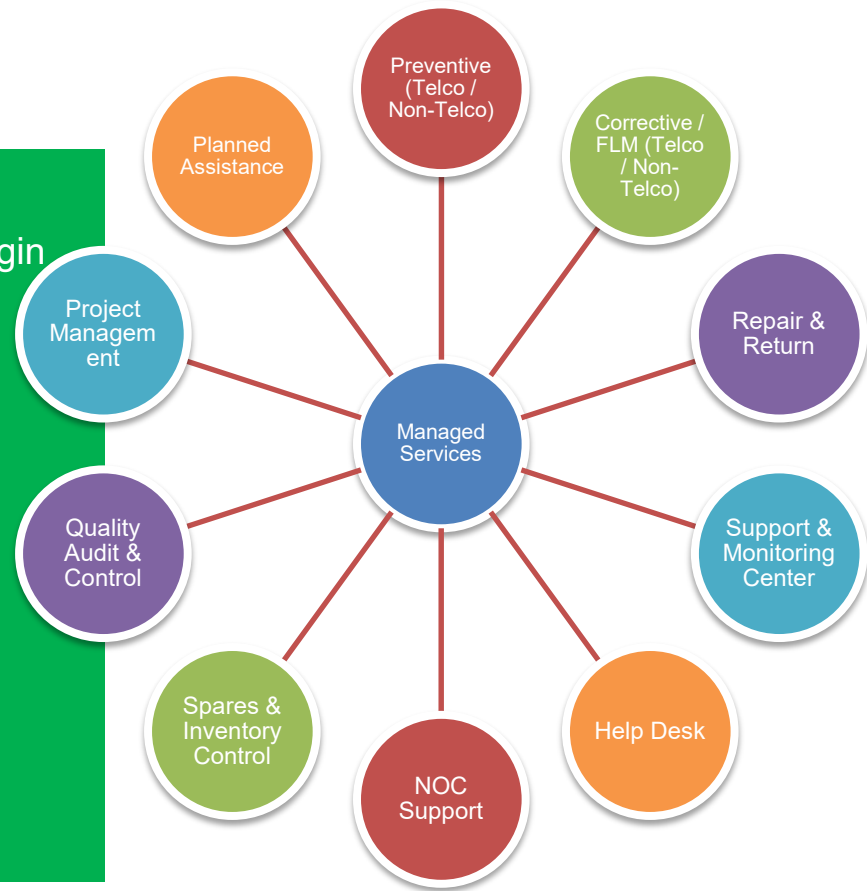 Preventive
(Telco /
Non-Telco)
Corrective /
FLM (Telco
/ Non-
Telco)
Repair &
Return
Support &
Monitoring
Center
Help Desk
NOC
Support
Spares &
Inventory
Control
Quality
Audit &
Control
gin
Project
Managem
ent
Planned
Assistance
Managed
Services